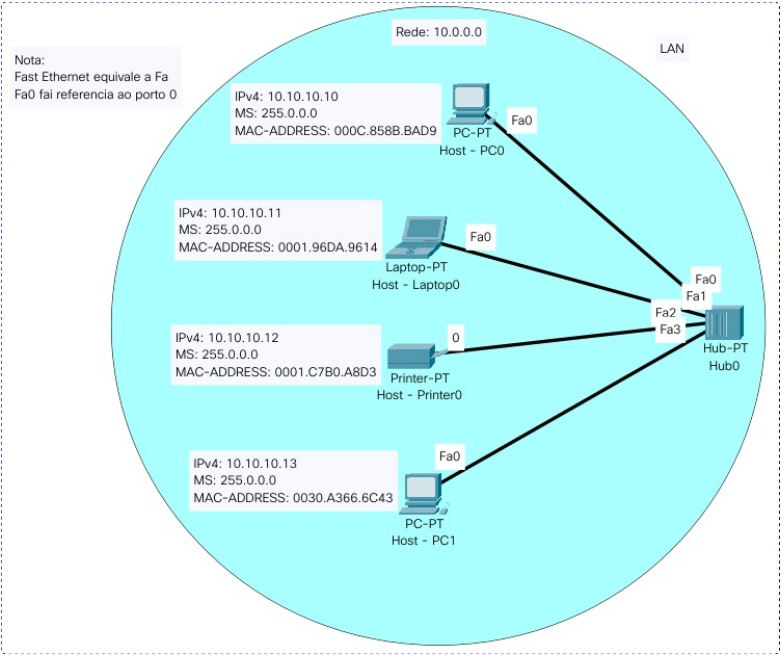 Rede: 10.0.0.0
LAN
Nota:
Fast Ethernet equivale a Fa
Fa0 fai referencia ao porto 0
IPv4: 10.10.10.10
MS: 255.0.0.0
MAC-ADDRESS: 000C.858B.BAD9
Fa0
PC-PT
Host - PC0
IPv4: 10.10.10.11
MS: 255.0.0.0
MAC-ADDRESS: 0001.96DA.9614
Fa0
Laptop-PT
Host - Laptop0
Fa0
Fa1
Fa2
Fa3
Hub-PT
Hub0
IPv4: 10.10.10.12
MS: 255.0.0.0
MAC-ADDRESS: 0001.C7B0.A8D3
0
Printer-PT
Host - Printer0
IPv4: 10.10.10.13
MS: 255.0.0.0
MAC-ADDRESS: 0030.A366.6C43
Fa0
PC-PT
Host - PC1